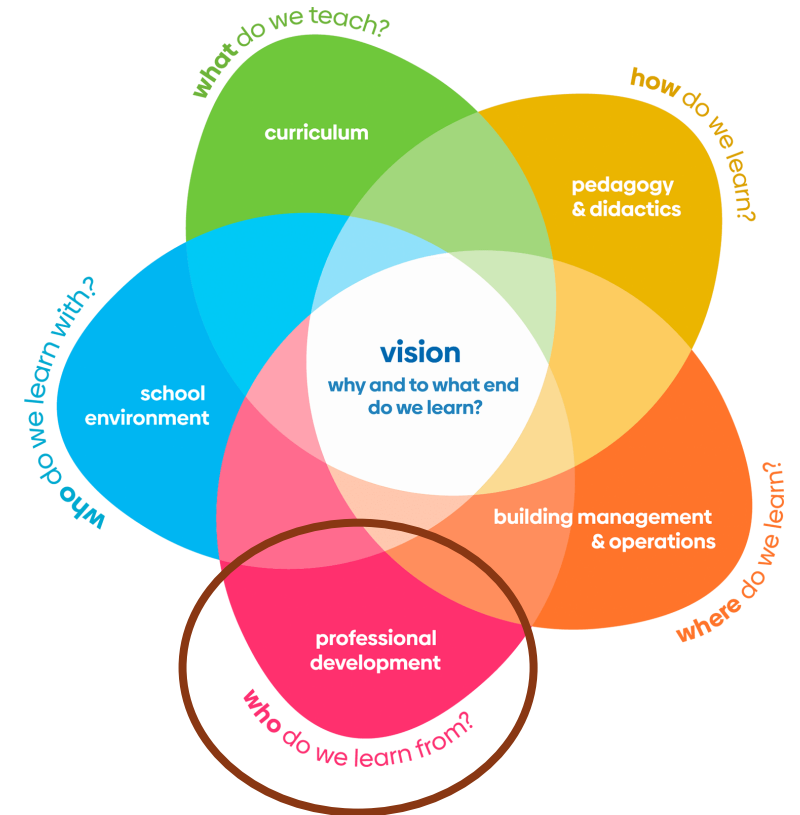 what do we teach?
curriculum
how do we learn?
pedagogy
& didactics
who do we learn with?
school
environment
vision
why and to what end
do we learn?
building management
& operations
where do we learn?
professional
development
who do we learn from?